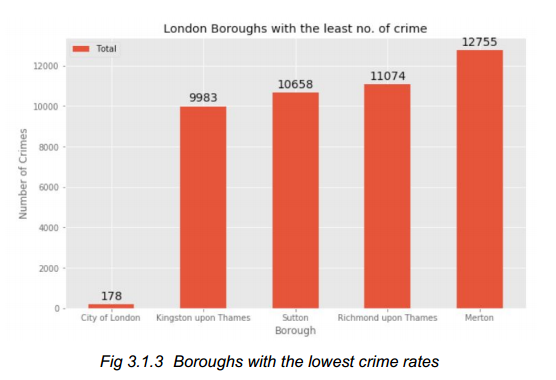 London Boroughs with the least no. of crime
Total
12755
11074
10658
9983
178
12000
10000
8000
6000
4000
2000
0
Number of Crimes
City of London
Kingston upon Thames
Sutton
Richmond upon Thames
Merton
Borough
Fig 3.1.3 Boroughs with the lowest crime rates